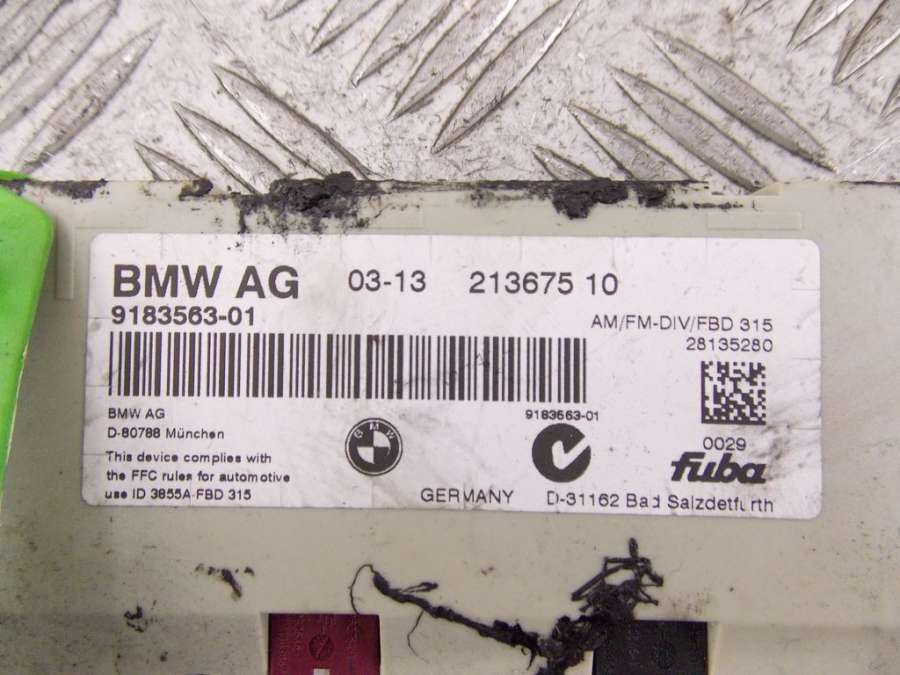 BMW AG 03-13 213675 10
9183563-01
AM/FM-DIV/FBD 315
28135280
BMW AG
D-80788 München
9183563-01
BMW
This device complies with
the FFC rules for automotive
use ID 3855A-FBD 315
0029
fuba
GERMANY D-31162 Bad Salzdetfurth